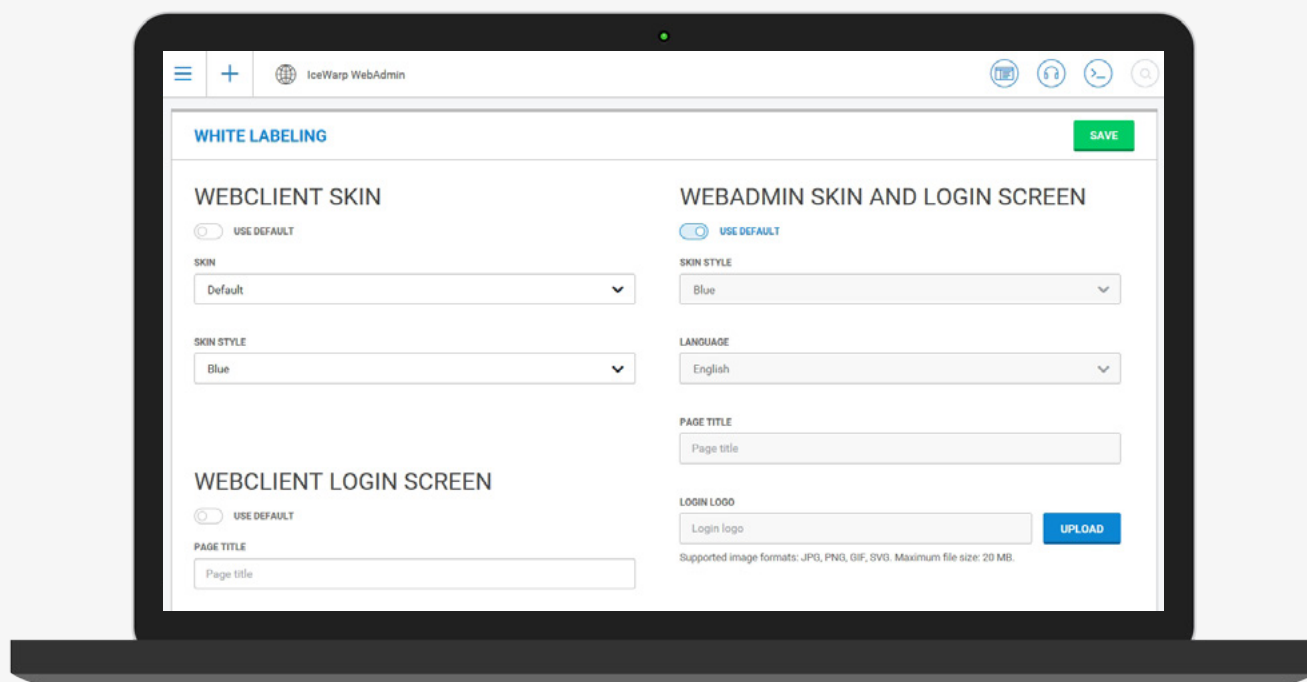 IceWarp WebAdmin
WHITE LABELING
SAVE
WEBCLIENT SKIN
USE DEFAULT
SKIN
Default
SKIN STYLE
Blue
WEBCLIENT LOGIN SCREEN
USE DEFAULT
PAGE TITLE
Page title
WEBADMIN SKIN AND LOGIN SCREEN
USE DEFAULT
SKIN STYLE
Blue
LANGUAGE
English
PAGE TITLE
Page title
LOGIN LOGO
Login logo
UPLOAD
Supported image formats: JPG, PNG, GIF, SVG. Maximum file size: 20 MB.